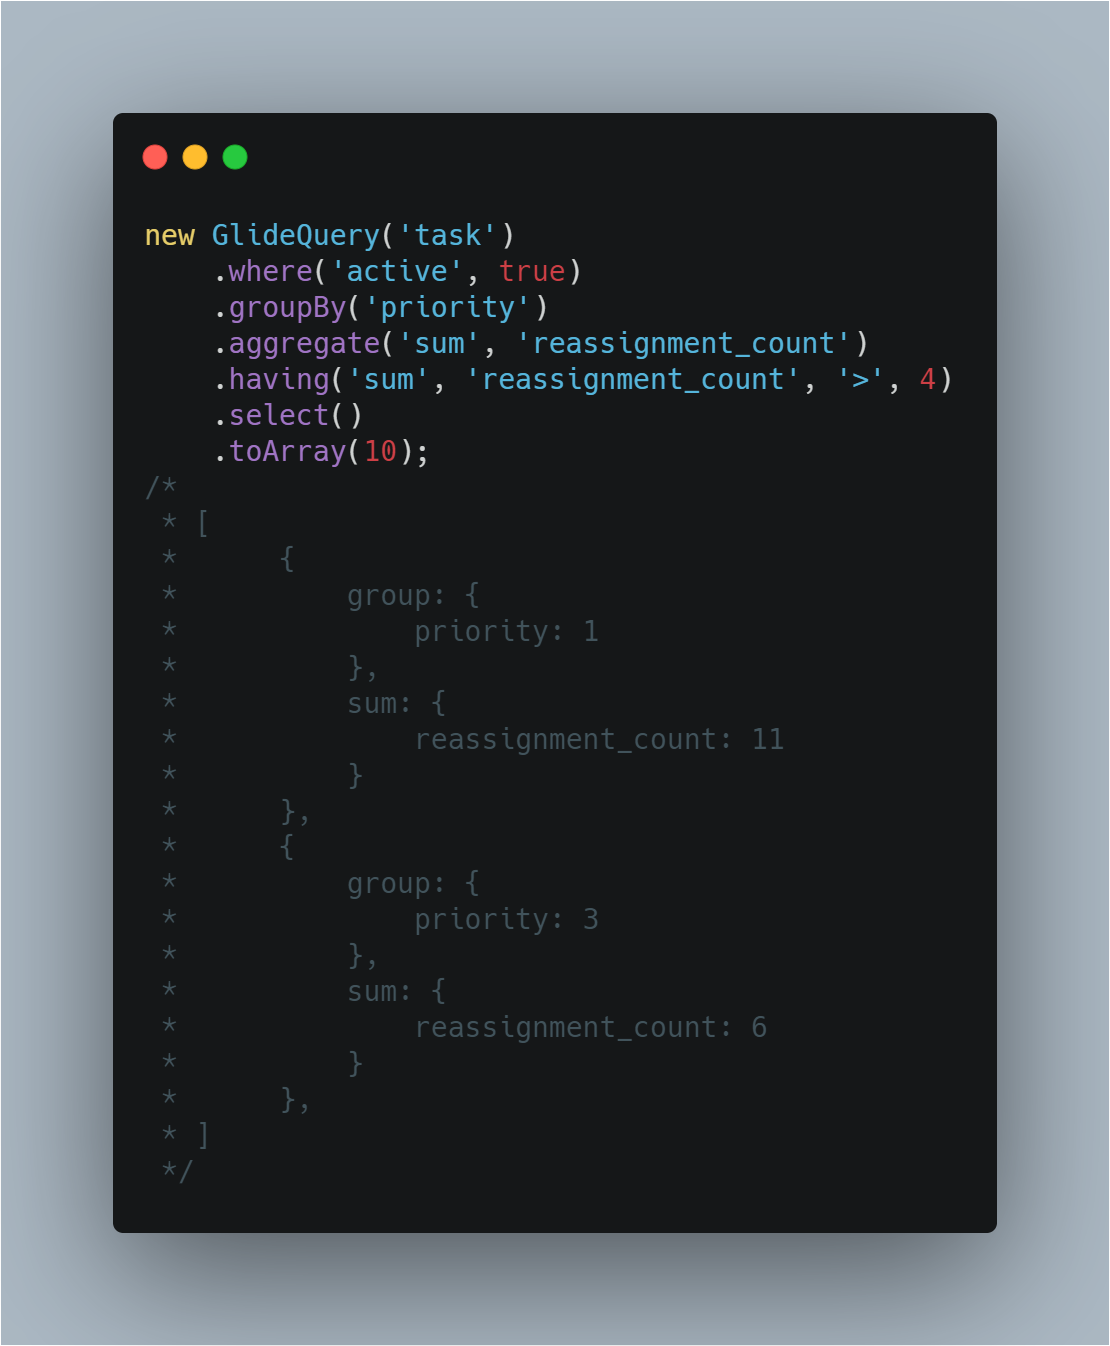 new GlideQuery('task')
    .where('active', true)
    .groupBy('priority')
    .aggregate('sum', 'reassignment_count')
    .having('sum', 'reassignment_count', '>', 4)
    .select()
    .toArray(10);
/*
 * [
 *      {
 *          group: {
 *              priority: 1
 *          },
 *          sum: {
 *              reassignment_count: 11
 *          }
 *      },
 *      {
 *          group: {
 *              priority: 3
 *          },
 *          sum: {
 *              reassignment_count: 6
 *          }
 *      },
 * ]
 */